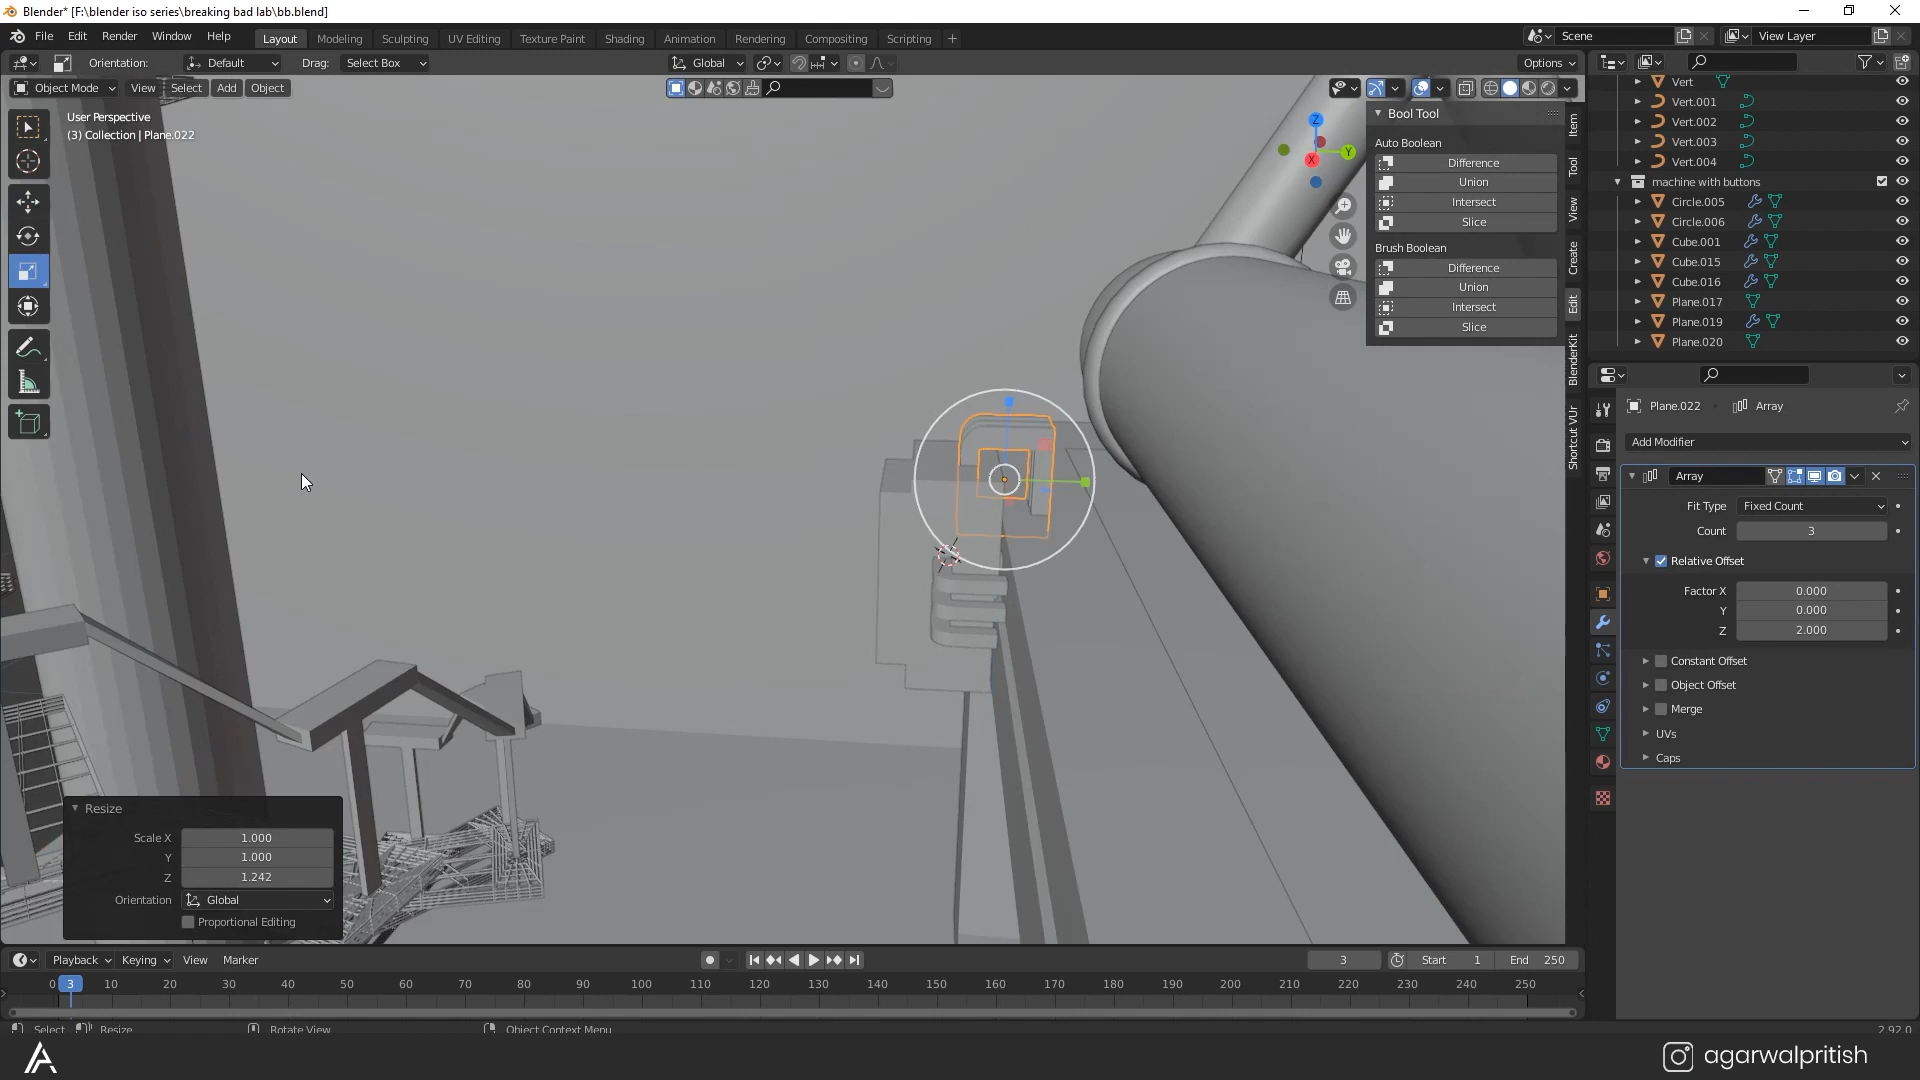 Blender* [F:\blender iso series\breaking bad lab\bb.blend]
File Edit Render Window Help Layout Modeling Sculpting UV Editing Texture Paint Shading Animation Rendering Compositing Scripting + Scene View Layer
Orientation: Default Drag: Select Box Global Options
Object Mode View Select Add Object
User Perspective
(3) Collection | Plane.022
Z
Y
X
Bool Tool
Auto Boolean
Difference
Union
Intersect
Slice
Brush Boolean
Difference
Union
Intersect
Slice
Item
Tool
View
Create
Edit
BlenderKit
Shortcut VUr
Vert
Vert.001
Vert.002
Vert.003
Vert.004
machine with buttons
Circle.005
Circle.006
Cube.001
Cube.015
Cube.016
Plane.017
Plane.019
Plane.020
Plane.022 Array
Add Modifier
Array
Fit Type Fixed Count
Count 3
Relative Offset
Factor X 0.000
Y 0.000
Z 2.000
Constant Offset
Object Offset
Merge
UVs
Caps
Resize
Scale X 1.000
Y 1.000
Z 1.242
Orientation Global
Proportional Editing
Playback Keying View Marker 3 Start 1 End 250
0 3 10 20 30 40 50 60 70 80 90 100 110 120 130 140 150 160 170 180 190 200 210 220 230 240 250
Select Resize Rotate View Object Context Menu 2.92.0
agarwalpritish